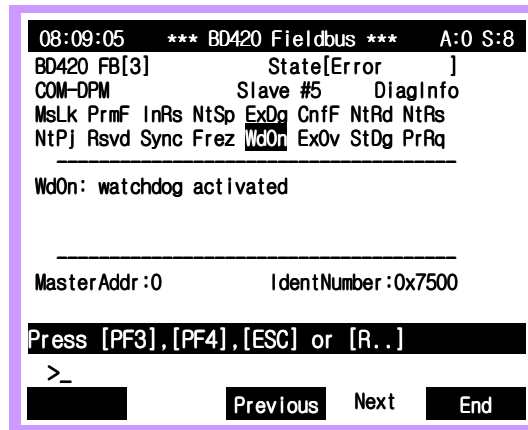 08:09:05 *** BD420 Fieldbus *** A:0 S:8
BD420 FB[3] State[Error ]
COM-DPM Slave #5 DiagInfo
MsLk PrmF InRs NtSp ExDg CnfF NtRd NtRs
NtPj Rsvd Sync Frez WdOn ExOv StDg PrRq
WdOn: watchdog activated
MasterAddr:0 IdentNumber:0x7500
Press [PF3],[PF4],[ESC] or [R..]
>_
Previous Next End